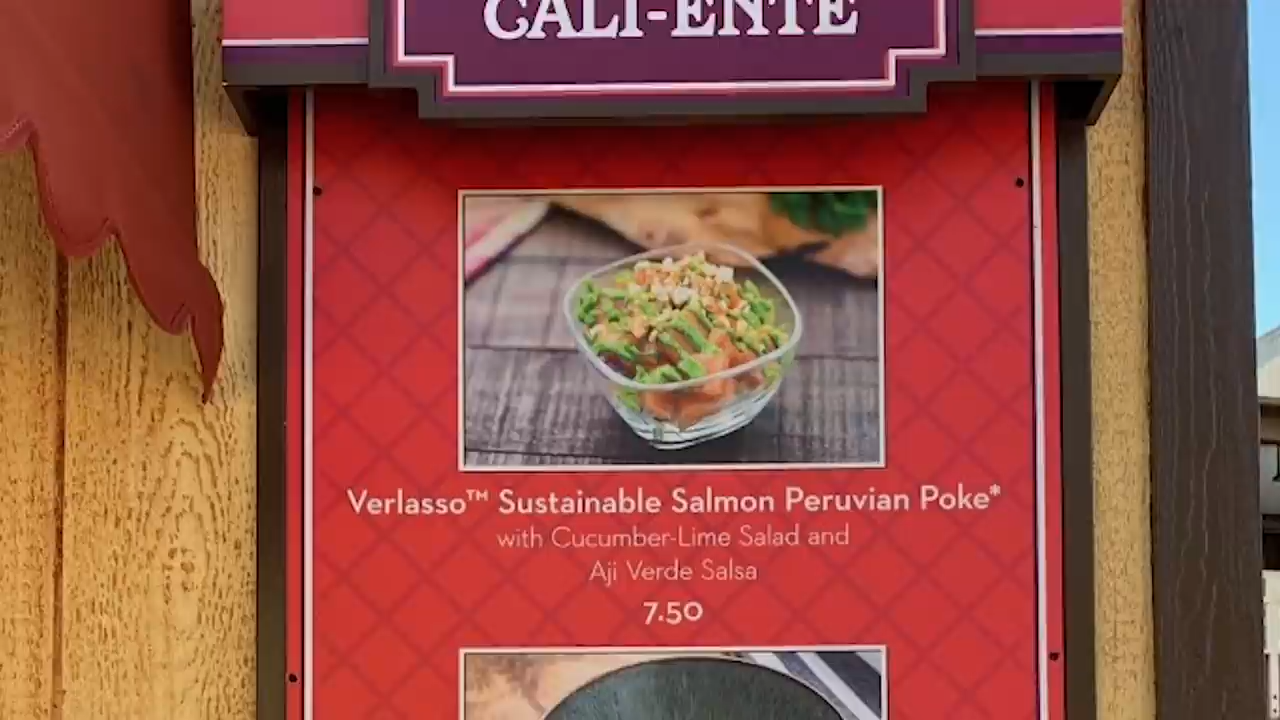 CALI-ENTE
Verlasso™ Sustainable Salmon Peruvian Poke*
with Cucumber-Lime Salad and
Aji Verde Salsa
7.50